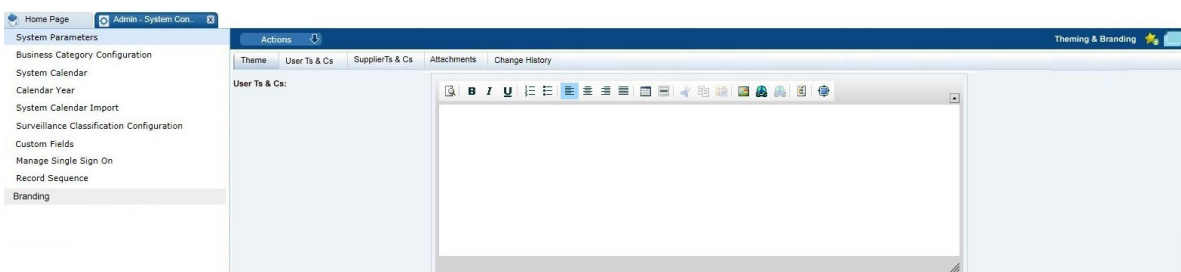 Home Page
Admin - System Con..
System Parameters
Business Category Configuration
System Calendar
Calendar Year
System Calendar Import
Surveillance Classification Configuration
Custom Fields
Manage Single Sign On
Record Sequence
Branding
Actions
Theming & Branding
Theme
User Ts & Cs
SupplierTs & Cs
Attachments
Change History
User Ts & Cs:
B I U